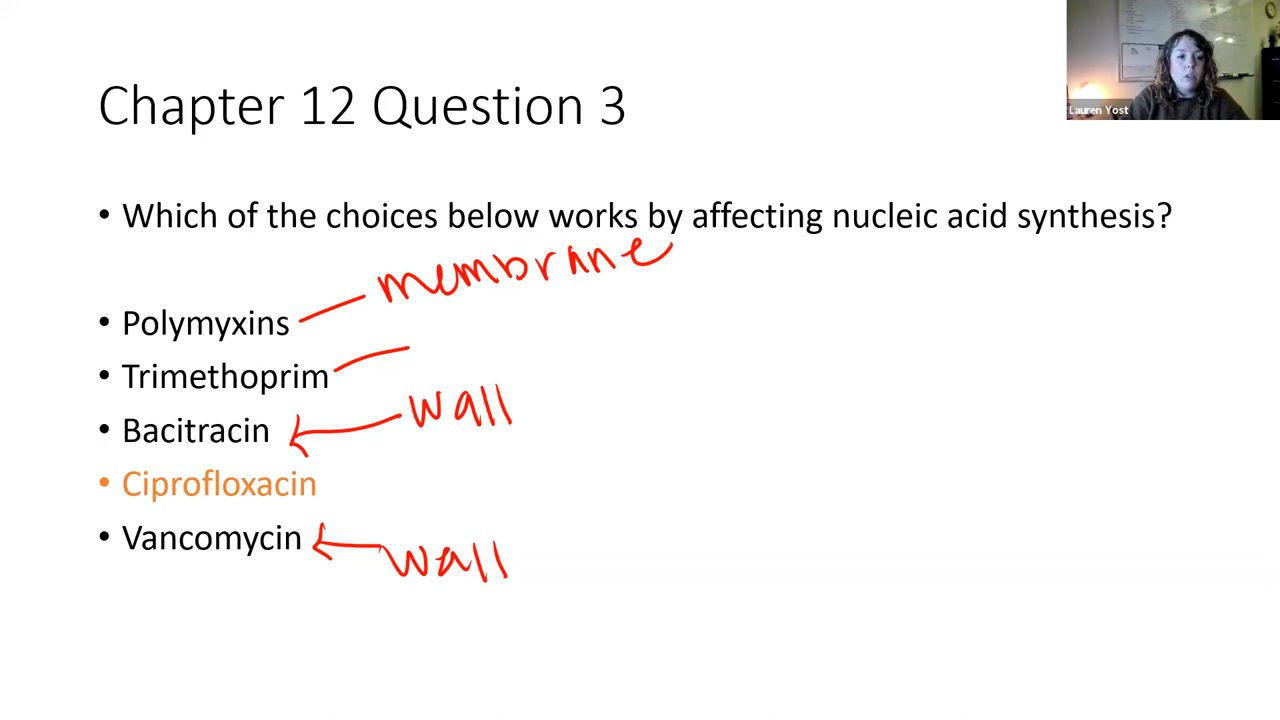 Lauren Yost
Chapter 12 Question 3
• Which of the choices below works by affecting nucleic acid synthesis?
membrane
• Polymyxins
• Trimethoprim
wall
• Bacitracin
• Ciprofloxacin
• Vancomycin
wall